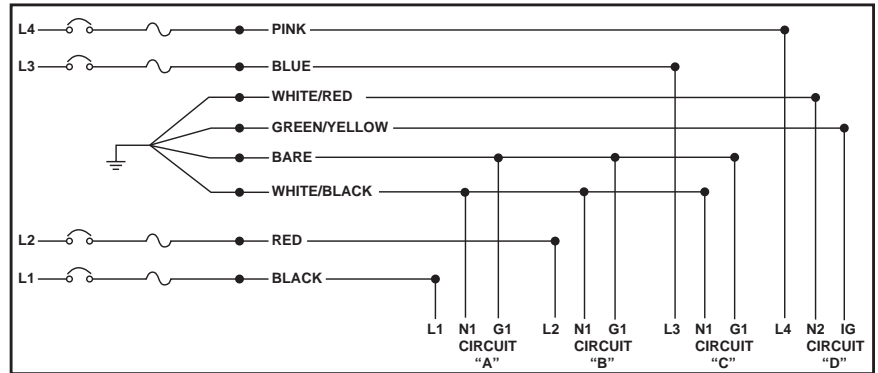 L4 PINK
L3 BLUE
WHITE/RED
GREEN/YELLOW
BARE
WHITE/BLACK
L2 RED
L1 BLACK
L1 N1 G1 L2 N1 G1 L3 N1 G1 L4 N2 IG
CIRCUIT CIRCUIT CIRCUIT CIRCUIT
“A” “B” “C” “D”